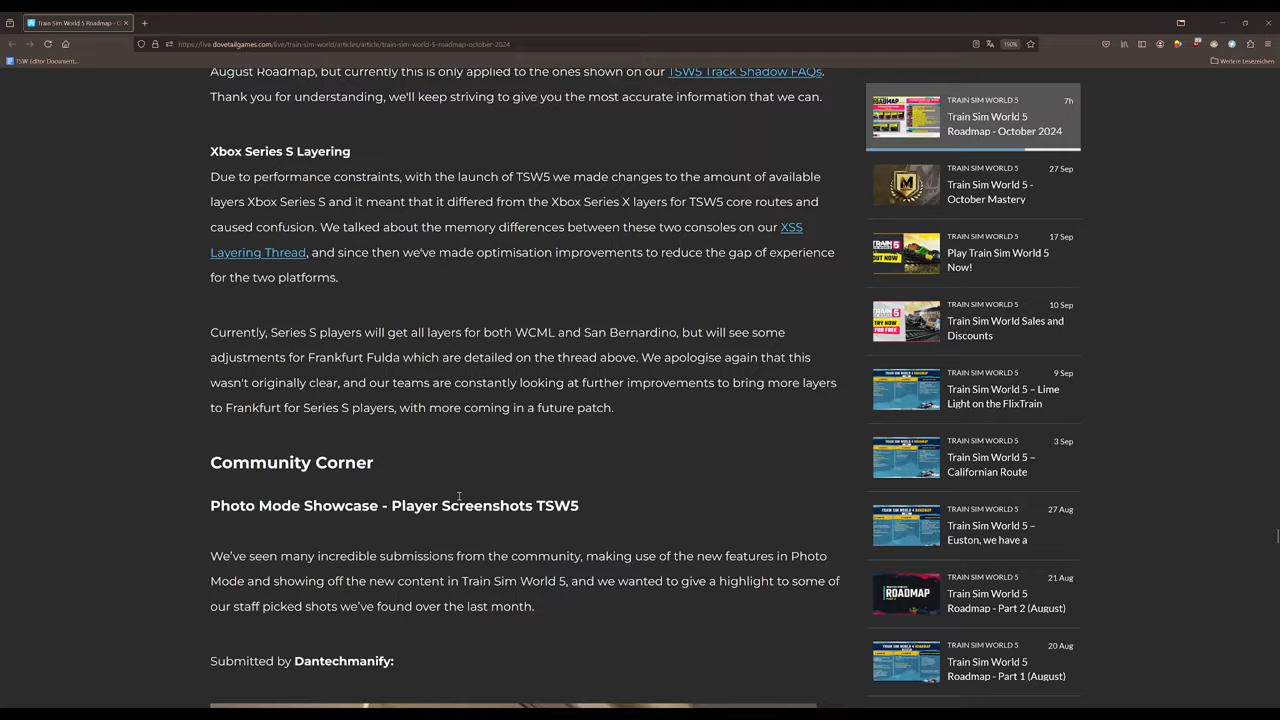 Train Sim World 5 Roadmap - O
https://live.dovetailgames.com/live/train-sim-world/articles/article/train-sim-world-5-roadmap-october-2024
150%
TSW Editor Document...
Weitere Lesezeichen
August Roadmap, but currently this is only applied to the ones shown on our TSW5 Track Shadow FAQs.
Thank you for understanding, we'll keep striving to give you the most accurate information that we can.
Xbox Series S Layering
Due to performance constraints, with the launch of TSW5 we made changes to the amount of available
layers Xbox Series S and it meant that it differed from the Xbox Series X layers for TSW5 core routes and
caused confusion. We talked about the memory differences between these two consoles on our XSS
Layering Thread, and since then we've made optimisation improvements to reduce the gap of experience
for the two platforms.
Currently, Series S players will get all layers for both WCML and San Bernardino, but will see some
adjustments for Frankfurt Fulda which are detailed on the thread above. We apologise again that this
wasn't originally clear, and our teams are constantly looking at further improvements to bring more layers
to Frankfurt for Series S players, with more coming in a future patch.
Community Corner
Photo Mode Showcase - Player Screenshots TSW5
We've seen many incredible submissions from the community, making use of the new features in Photo
Mode and showing off the new content in Train Sim World 5, and we wanted to give a highlight to some of
our staff picked shots we've found over the last month.
Submitted by Dantechmanify:
TRAIN SIM WORLD 5 7h
Train Sim World 5
Roadmap - October 2024
TRAIN SIM WORLD 5 27 Sep
Train Sim World 5 -
October Mastery
TRAIN SIM WORLD 5 17 Sep
Play Train Sim World 5
Now!
TRAIN SIM WORLD 5 10 Sep
Train Sim World Sales and
Discounts
TRAIN SIM WORLD 5 9 Sep
Train Sim World 5 – Lime
Light on the FlixTrain
TRAIN SIM WORLD 5 3 Sep
Train Sim World 5 –
Californian Route
TRAIN SIM WORLD 5 27 Aug
Train Sim World 5 –
Euston, we have a
TRAIN SIM WORLD 5 21 Aug
ROADMAP
Train Sim World 5
Roadmap - Part 2 (August)
TRAIN SIM WORLD 5 20 Aug
Train Sim World 5
Roadmap - Part 1 (August)